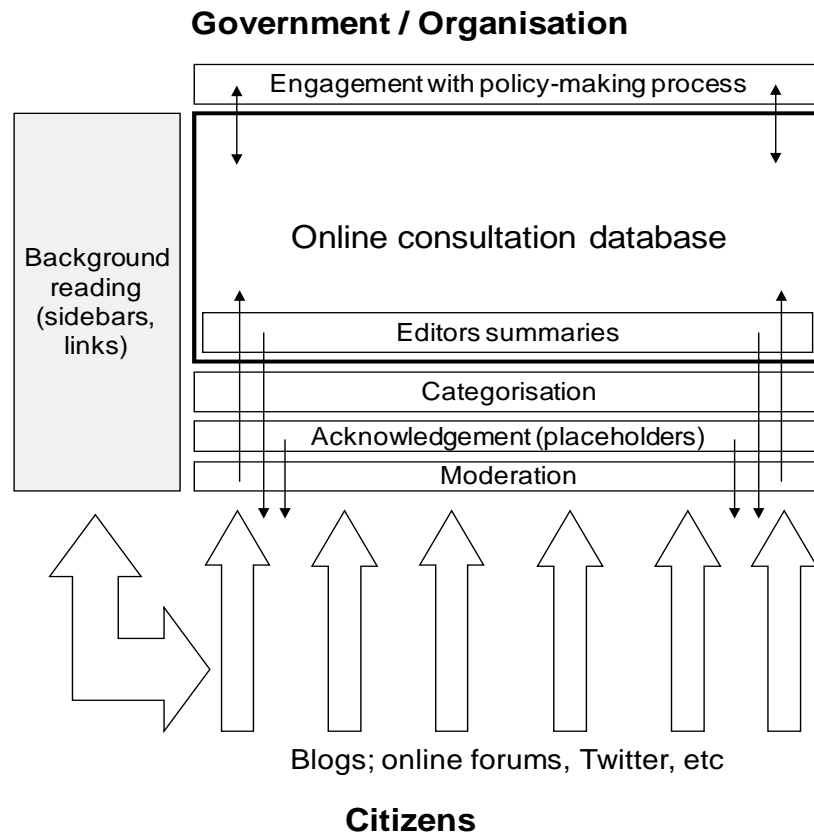 Government / Organisation
Engagement with policy-making process
Background
reading
(sidebars,
links)
Online consultation database
Editors summaries
Categorisation
Acknowledgement (placeholders)
Moderation
Blogs; online forums, Twitter, etc
Citizens